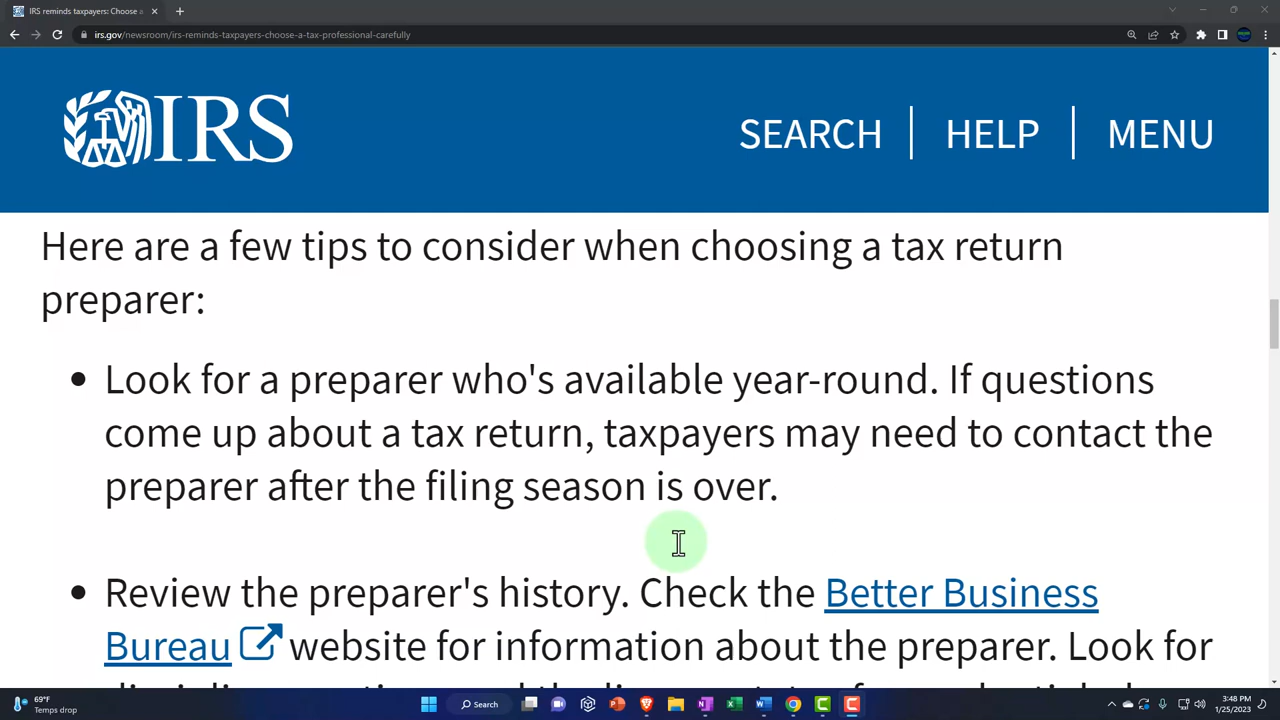 IRS reminds taxpayers: Choose a
irs.gov/newsroom/irs-reminds-taxpayers-choose-a-tax-professional-carefully
IRS
SEARCH
HELP
MENU
Here are a few tips to consider when choosing a tax return
preparer:
• Look for a preparer who's available year-round. If questions
come up about a tax return, taxpayers may need to contact the
preparer after the filing season is over.
• Review the preparer's history. Check the Better Business
Bureau website for information about the preparer. Look for
69°F
Temps drop
Search
3:48 PM
1/25/2023